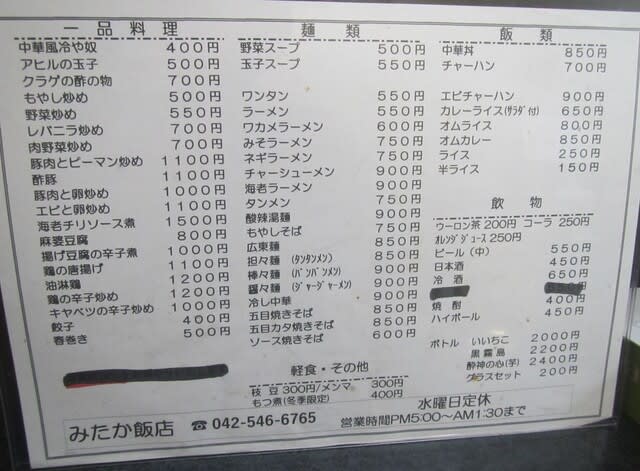 一品料理
中華風冷や奴 400円
アヒルの玉子 500円
クラゲの酢の物 700円
もやし炒め 500円
野菜炒め 550円
レバニラ炒め 700円
肉野菜炒め 700円
豚肉とピーマン炒め 1100円
酢豚 1100円
豚肉と卵炒め 1000円
エビと卵炒め 1100円
海老チリソース煮 1500円
麻婆豆腐 800円
揚げ豆腐の辛子煮 1000円
鶏の唐揚げ 1100円
油淋鶏 1200円
鶏の辛子炒め 1200円
キャベツの辛子炒め 1000円
餃子 400円
春巻き 500円
麺類
野菜スープ 500円
玉子スープ 550円
ワンタン 550円
ラーメン 550円
ワカメラーメン 600円
みそラーメン 750円
ネギラーメン 750円
チャーシューメン 900円
海老ラーメン 900円
タンメン 750円
酸辣湯麺 900円
もやしそば 750円
広東麺 850円
担々麺 (タンタンメン) 850円
棒々麺 (バンバンメン) 900円
醤々麺 (ジャージャーメン) 850円
冷し中華 900円
五目焼きそば 850円
五目カタ焼きそば 850円
ソース焼きそば 600円
軽食・その他
枝豆 300円/メンマ 300円
もつ煮(冬季限定) 400円
飯類
中華丼 850円
チャーハン 700円
エビチャーハン 900円
カレーライス(サラダ付) 650円
オムライス 800円
オムカレー 850円
ライス 250円
半ライス 150円
飲物
ウーロン茶 200円 コーラ 250円
オレンジジュース 250円
ビール(中) 550円
日本酒 450円
冷酒 650円
焼酎 400円
ハイボール 450円
ボトル いいちこ 2000円
黒霧島 2200円
酔神の心(芋) 2400円
グラスセット 200円
みたか飯店 ☎042-546-6765
水曜日定休
営業時間PM5:00〜AM1:30まで